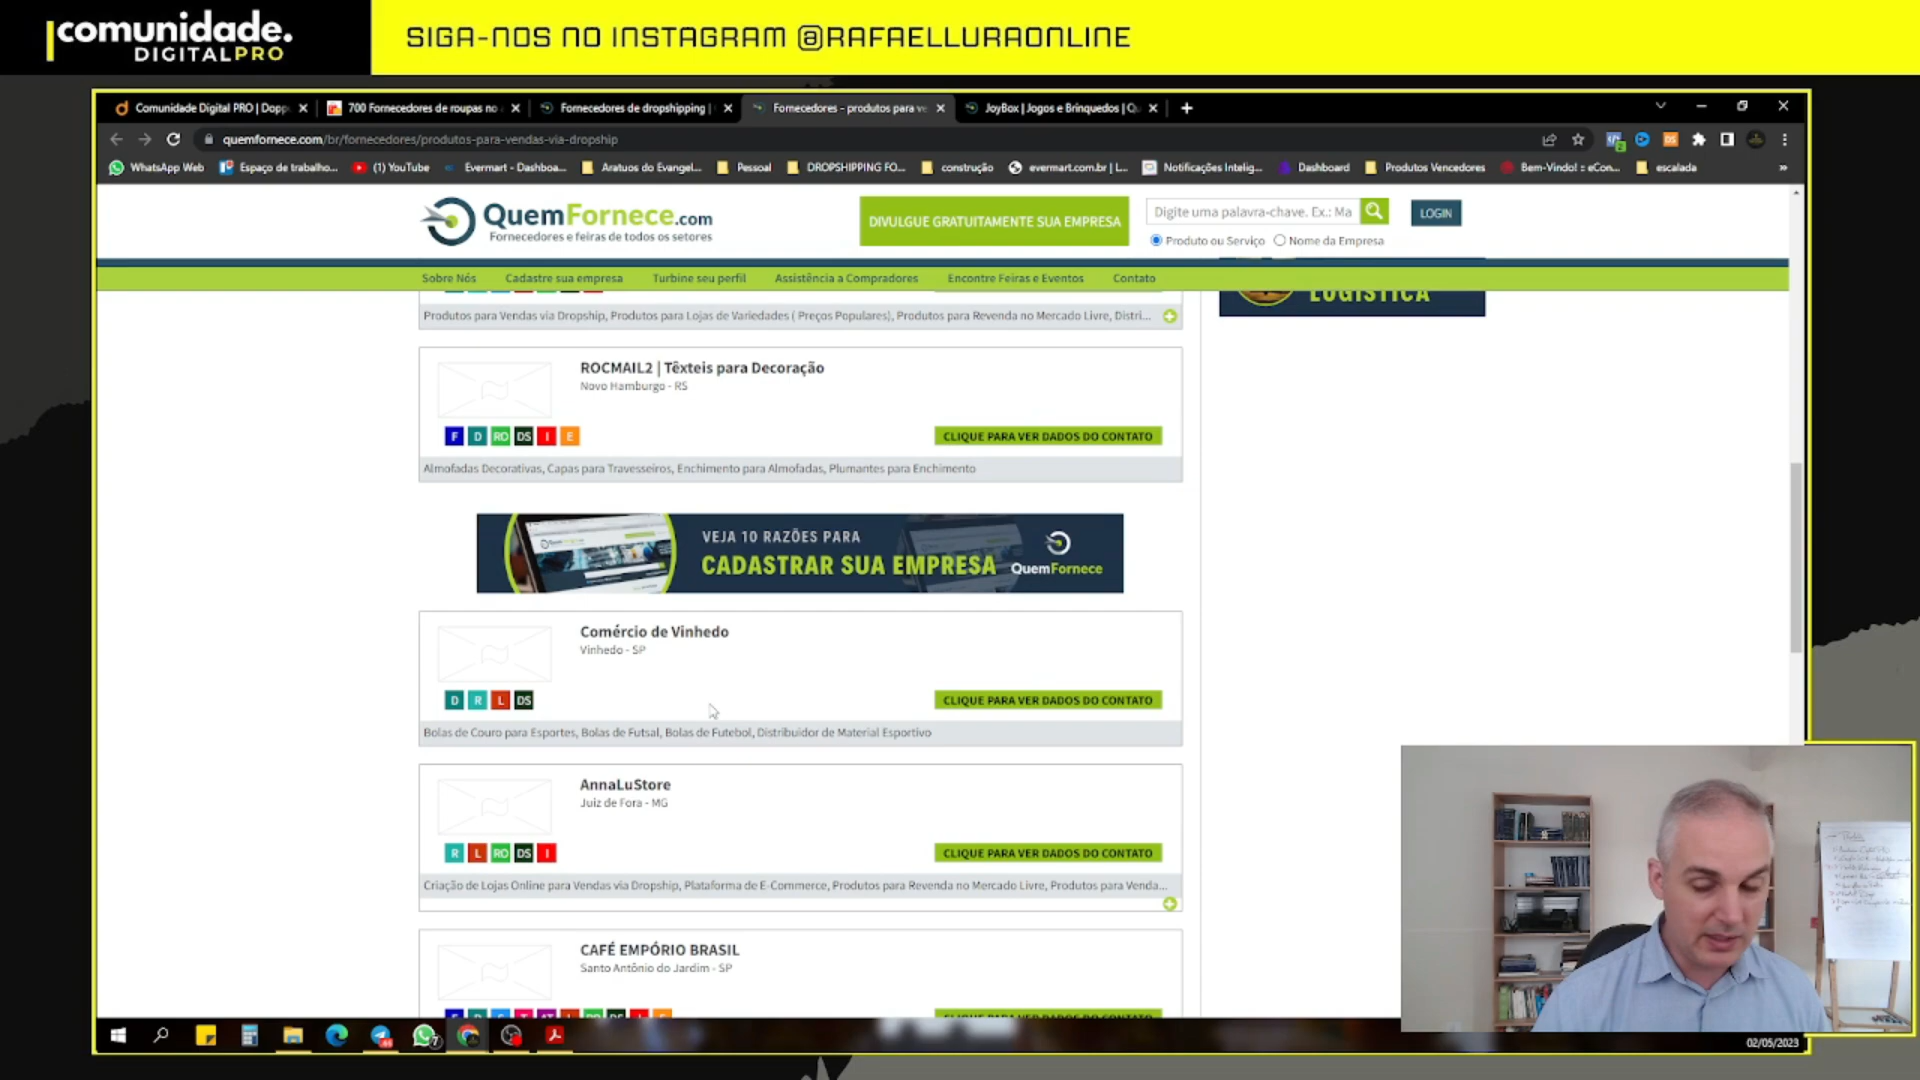 comunidade.
DIGITALPRO
SIGA-NOS NO INSTAGRAM @RAFAELLURAONLINE
Comunidade Digital PRO | Dopp
700 Fornecedores de roupas no
Fornecedores de dropshipping |
Fornecedores - produtos para ve
JoyBox | Jogos e Brinquedos | Q
quemfornece.com/br/fornecedores/produtos-para-vendas-via-dropship
WhatsApp Web
Espaço de trabalho...
(1) YouTube
Evermart - Dashboa...
Aratuos do Evangel...
Pessoal
DROPSHIPPING FO...
construção
evermart.com.br | L...
Notificações Intelig...
Dashboard
Produtos Vencedores
Bem-Vindo! :: eCon...
escalada
»
QuemFornece.com
Fornecedores e feiras de todos os setores
DIVULGUE GRATUITAMENTE SUA EMPRESA
Digite uma palavra-chave. Ex.: Ma
LOGIN
Produto ou Serviço
Nome da Empresa
Sobre Nós
Cadastre sua empresa
Turbine seu perfil
Assistência a Compradores
Encontre Feiras e Eventos
Contato
LOGÍSTICA
Produtos para Vendas via Dropship, Produtos para Lojas de Variedades ( Preços Populares), Produtos para Revenda no Mercado Livre, Distri...
ROCMAIL2 | Têxteis para Decoração
Novo Hamburgo - RS
F D RO DS I E
CLIQUE PARA VER DADOS DO CONTATO
Almofadas Decorativas, Capas para Travesseiros, Enchimento para Almofadas, Plumantes para Enchimento
VEJA 10 RAZÕES PARA
CADASTRAR SUA EMPRESA
QuemFornece
Comércio de Vinhedo
Vinhedo - SP
D R L DS
CLIQUE PARA VER DADOS DO CONTATO
Bolas de Couro para Esportes, Bolas de Futsal, Bolas de Futebol, Distribuidor de Material Esportivo
AnnaLuStore
Juiz de Fora - MG
R L RO DS I
CLIQUE PARA VER DADOS DO CONTATO
Criação de Lojas Online para Vendas via Dropship, Plataforma de E-Commerce, Produtos para Revenda no Mercado Livre, Produtos para Venda...
CAFÉ EMPÓRIO BRASIL
Santo Antônio do Jardim - SP
CLIQUE PARA VER DADOS DO CONTATO
02/05/2023